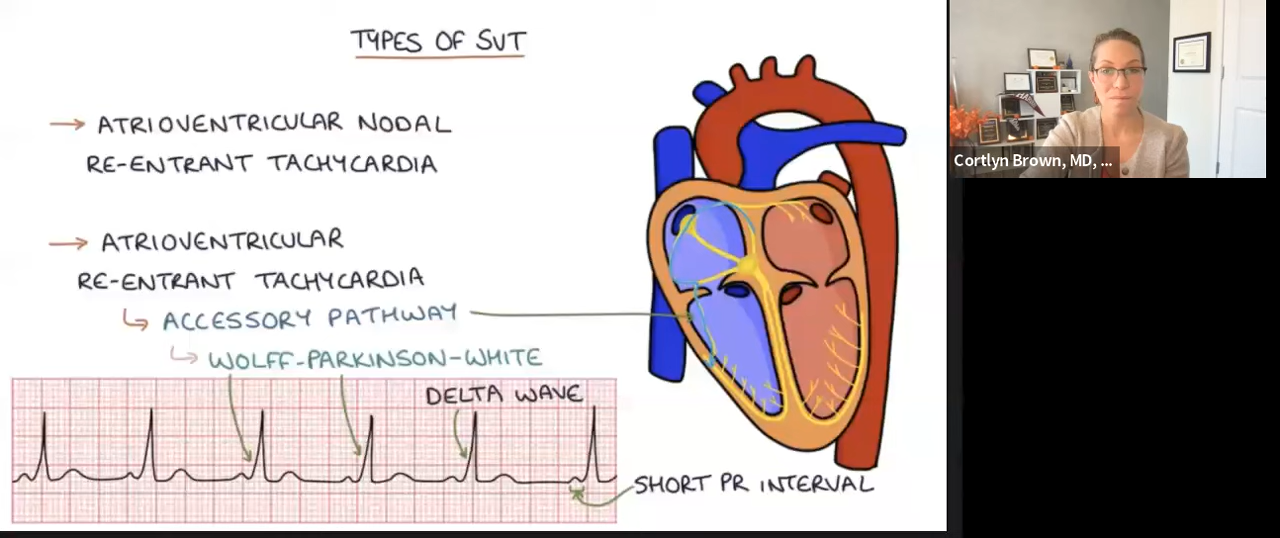 TYPES OF SVT
→ ATRIOVENTRICULAR NODAL
RE-ENTRANT TACHYCARDIA
→ ATRIOVENTRICULAR
RE-ENTRANT TACHYCARDIA
↳ ACCESSORY PATHWAY
↳ WOLFF-PARKINSON-WHITE
DELTA WAVE
SHORT PR INTERVAL
Cortlyn Brown, MD, ...